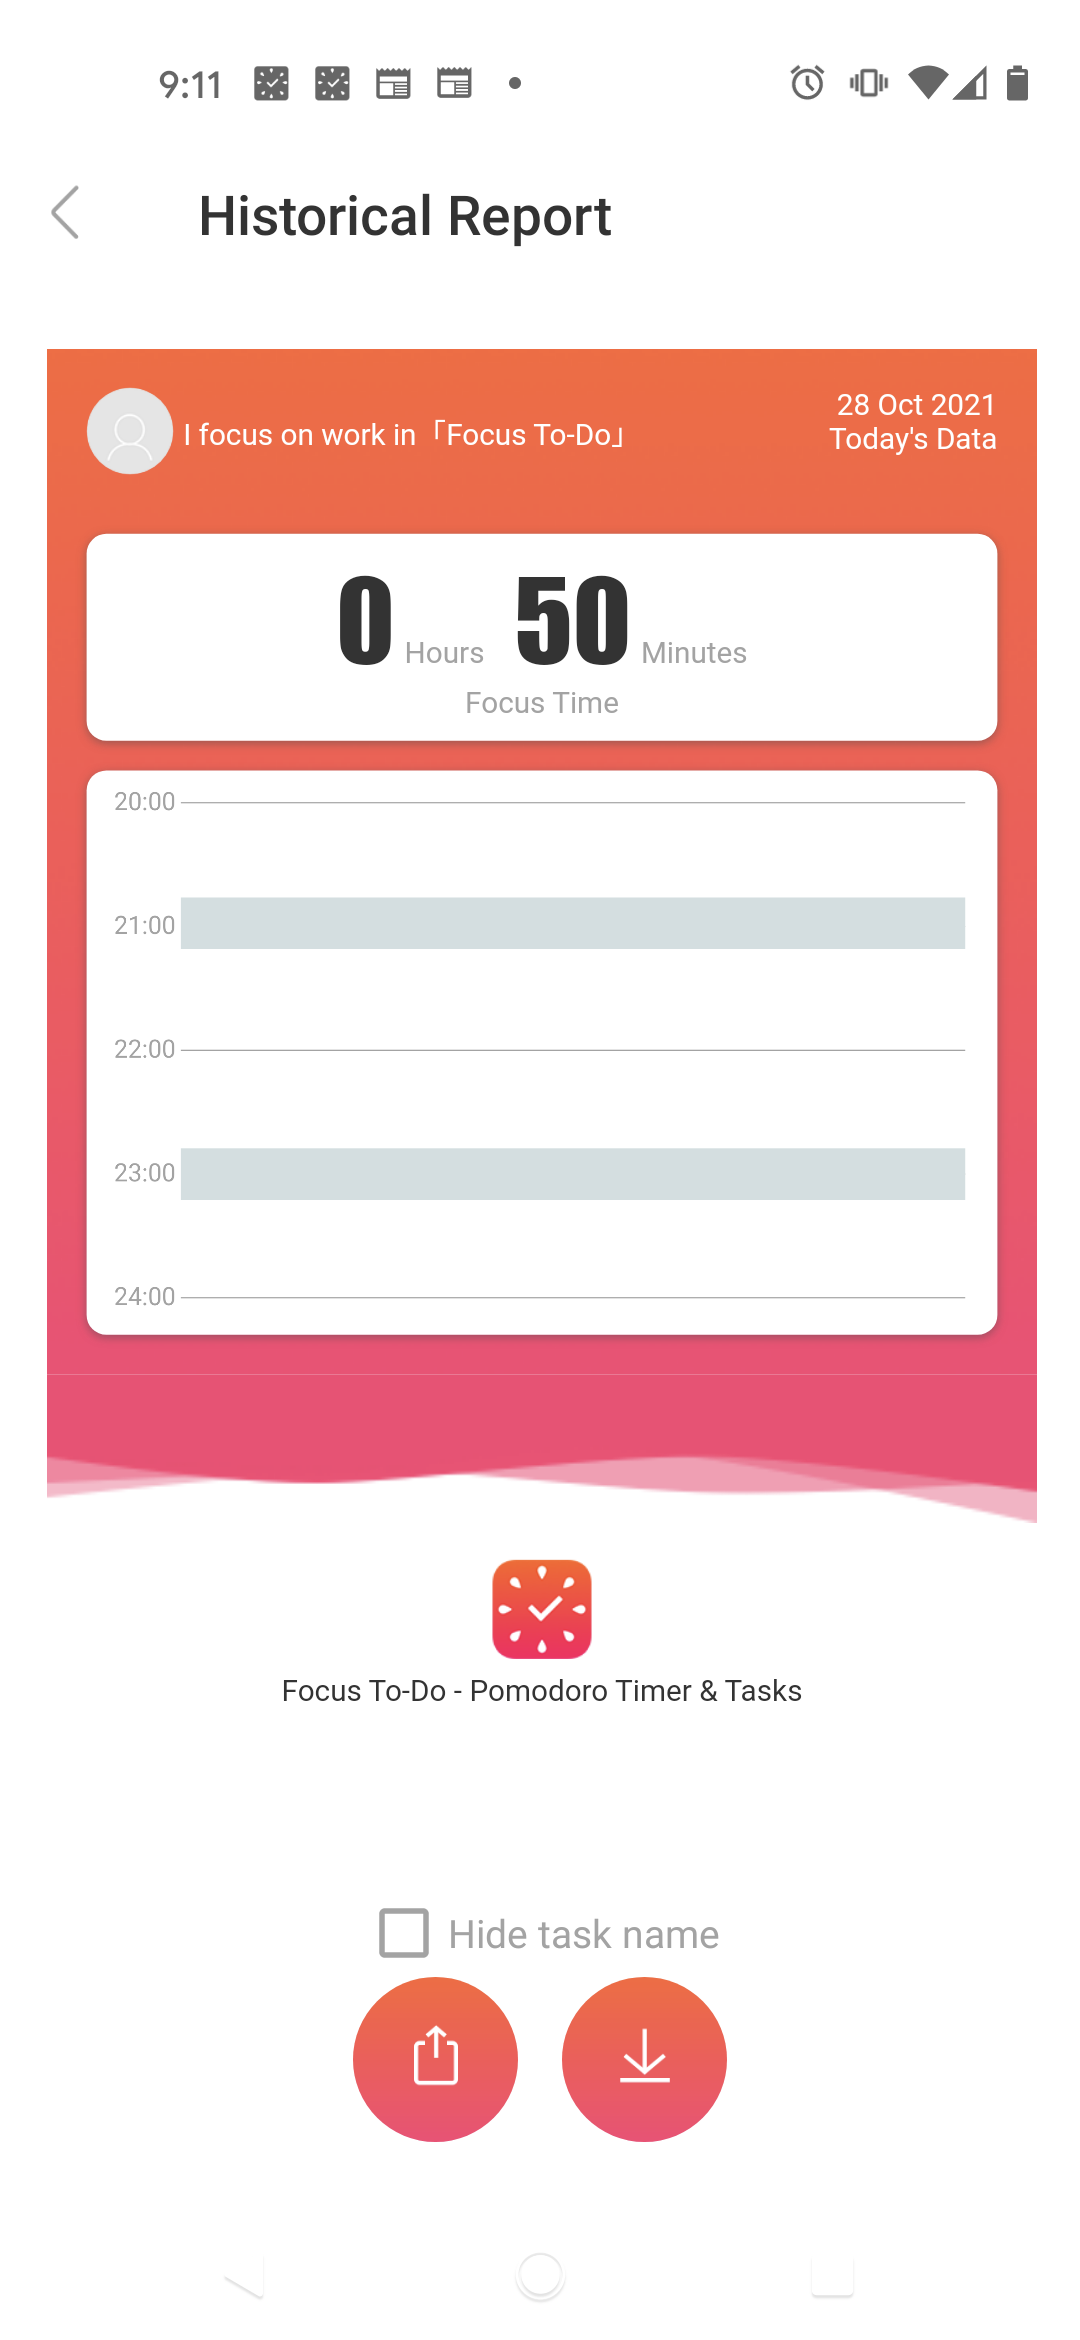 9:11
Historical Report
I focus on work in「Focus To-Do」
28 Oct 2021
Today's Data
0 Hours 50 Minutes
Focus Time
20:00
21:00
22:00
23:00
24:00
Focus To-Do - Pomodoro Timer & Tasks
Hide task name